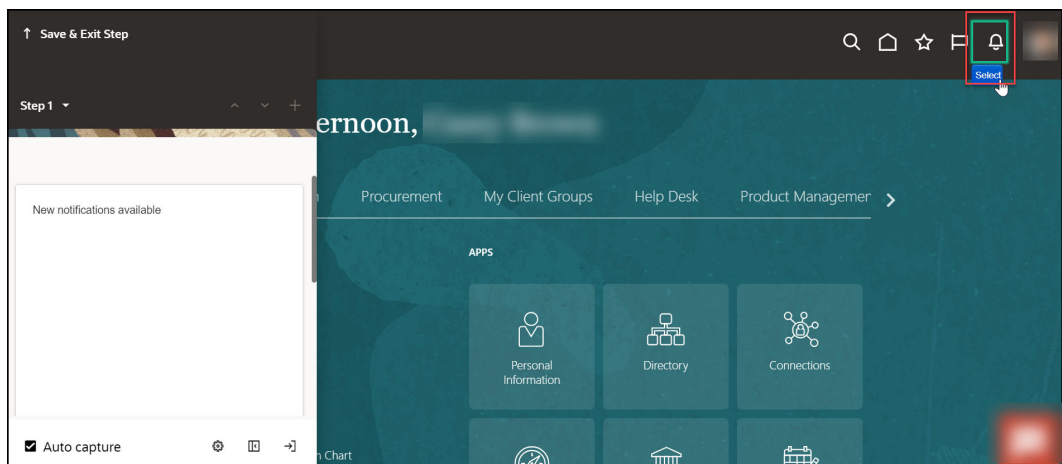 ↑ Save & Exit Step
Select
Step 1
ernoon,
Procurement My Client Groups Help Desk Product Managemer
New notifications available
APPS
Personal Information
Directory
Connections
Auto capture
n Chart